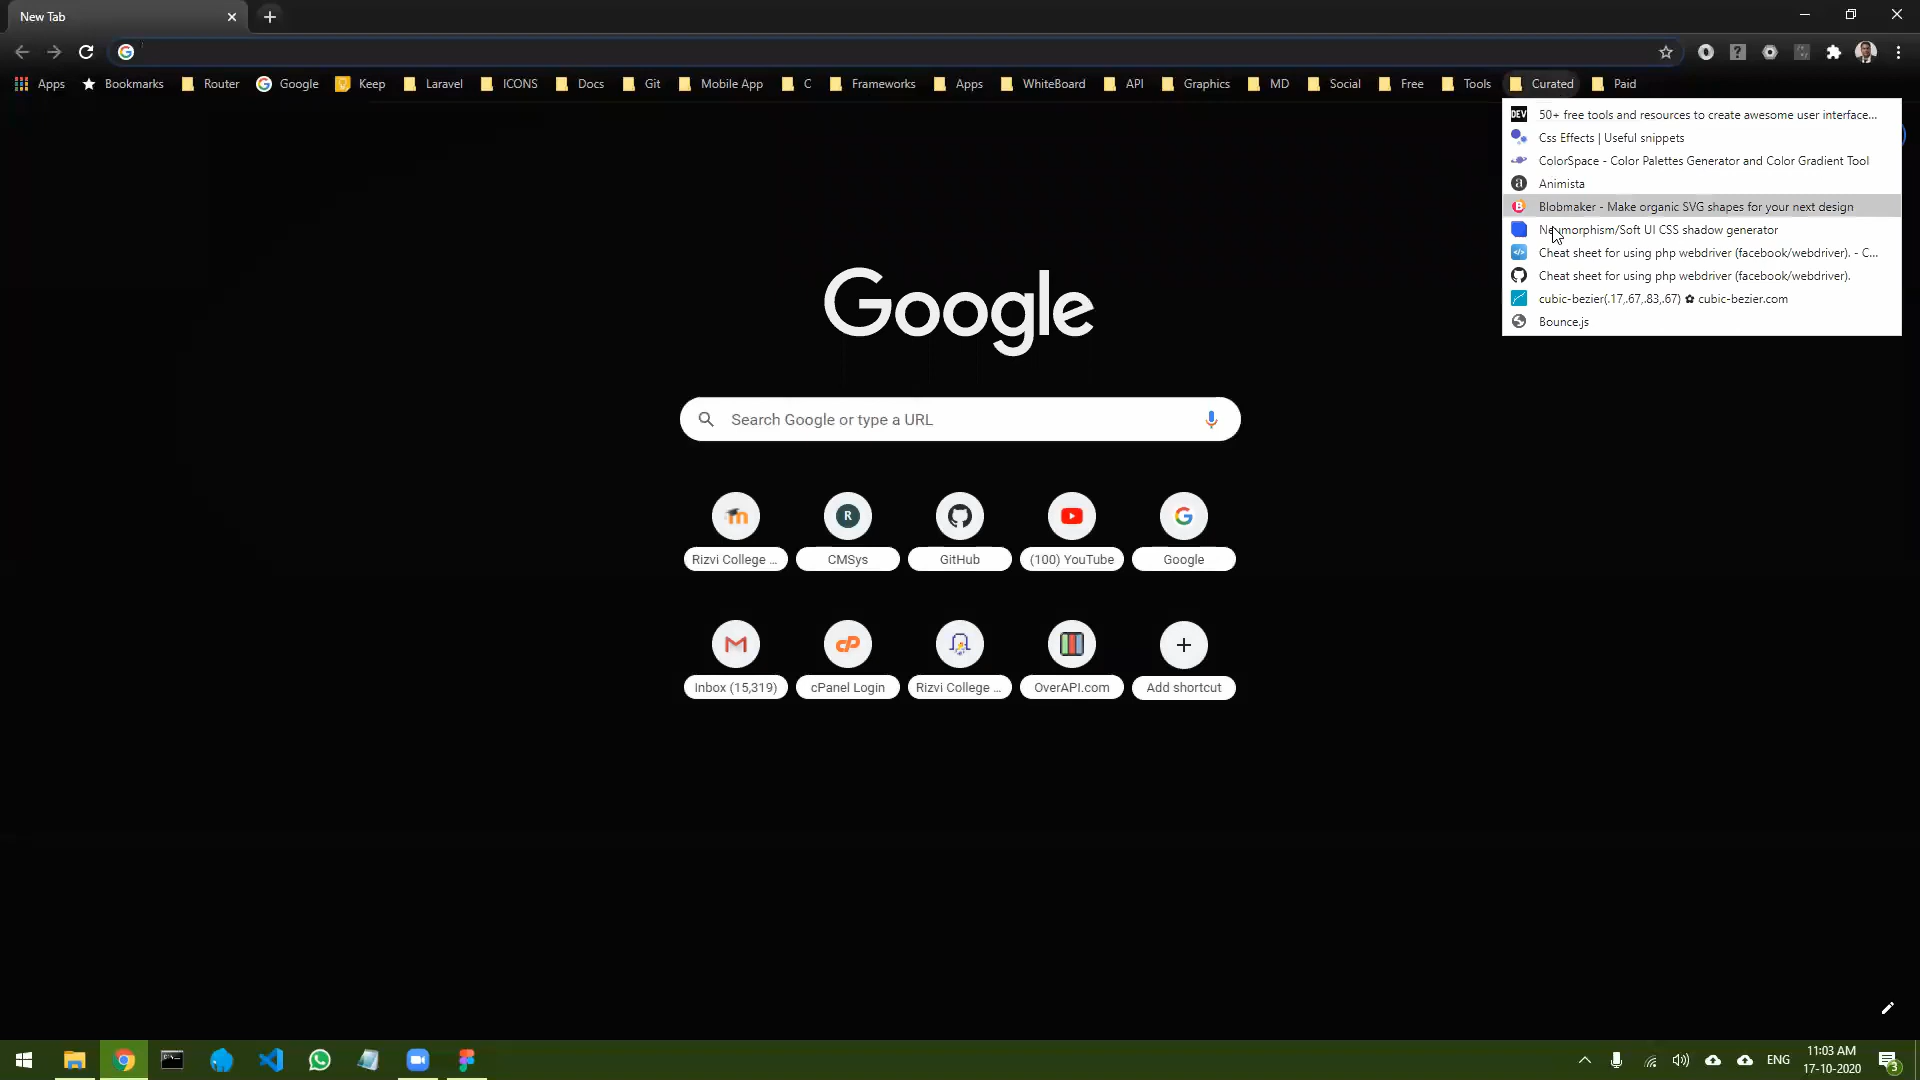 New Tab
Apps Bookmarks Router Google Keep Laravel ICONS Docs Git Mobile App C Frameworks Apps WhiteBoard API Graphics MD Social Free Tools Curated Paid
50+ free tools and resources to create awesome user interface...
Css Effects | Useful snippets
ColorSpace - Color Palettes Generator and Color Gradient Tool
Animista
Blobmaker - Make organic SVG shapes for your next design
Neumorphism/Soft UI CSS shadow generator
Cheat sheet for using php webdriver (facebook/webdriver). - C...
Cheat sheet for using php webdriver (facebook/webdriver).
cubic-bezier(.17,.67,.83,.67) ✿ cubic-bezier.com
Bounce.js
Google
Search Google or type a URL
Rizvi College ... CMSys GitHub (100) YouTube Google
Inbox (15,319) cPanel Login Rizvi College ... OverAPI.com Add shortcut
ENG 11:03 AM
17-10-2020
3